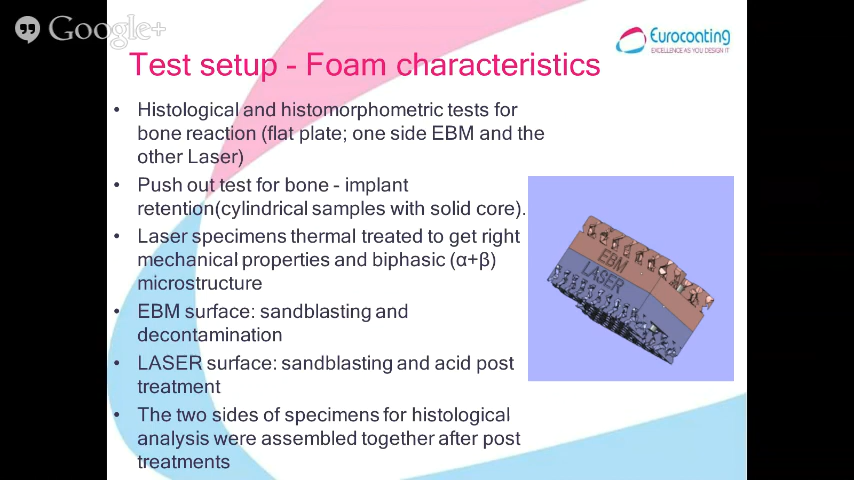 Google+
Eurocoating
EXCELLENCE AS YOU DESIGN IT
Test setup - Foam characteristics
• Histological and histomorphometric tests for
bone reaction (flat plate; one side EBM and the
other Laser)
• Push out test for bone - implant
retention(cylindrical samples with solid core).
• Laser specimens thermal treated to get right
mechanical properties and biphasic (α+β)
microstructure
• EBM surface: sandblasting and
decontamination
• LASER surface: sandblasting and acid post
treatment
• The two sides of specimens for histological
analysis were assembled together after post
treatments
EBM
LASER